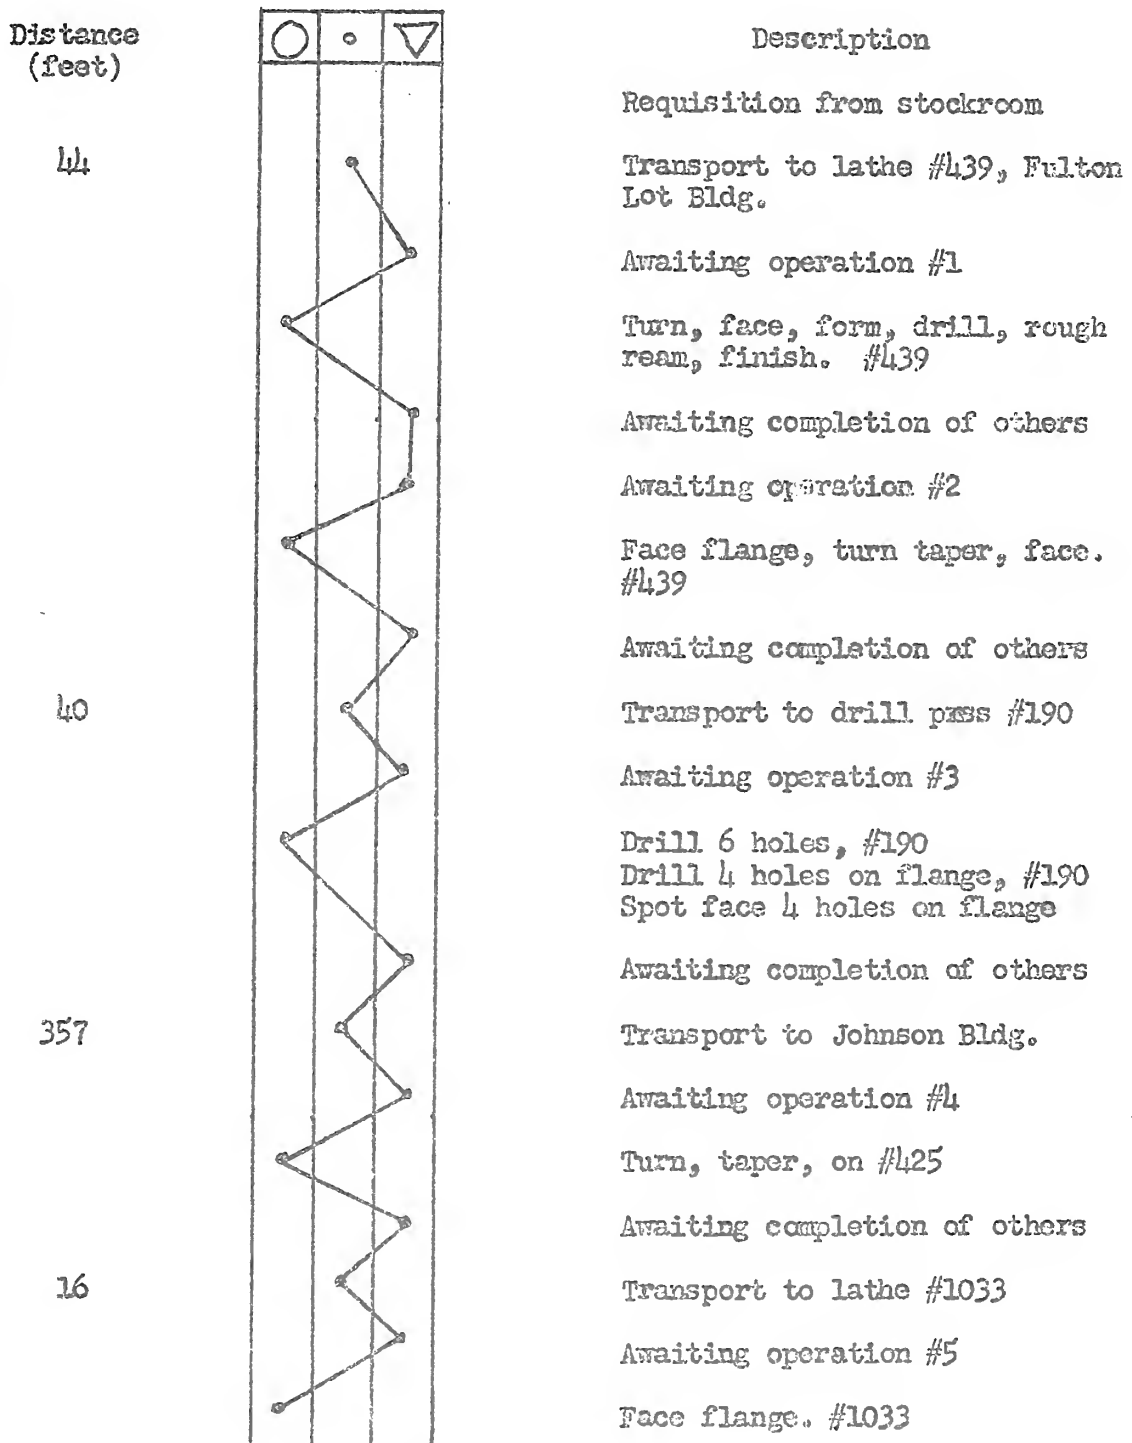 Distance
(feet)
Description
Requisition from stockroom
44
Transport to lathe #439, Fulton
Lot Bldg.
Awaiting operation #1
Turn, face, form, drill, rough
ream, finish. #439
Awaiting completion of others
Awaiting operation #2
Face flange, turn taper, face.
#439
Awaiting completion of others
40
Transport to drill press #190
Awaiting operation #3
Drill 6 holes, #190
Drill 4 holes on flange, #190
Spot face 4 holes on flange
Awaiting completion of others
357
Transport to Johnson Bldg.
Awaiting operation #4
Turn, taper, on #425
Awaiting completion of others
16
Transport to lathe #1033
Awaiting operation #5
Face flange. #1033